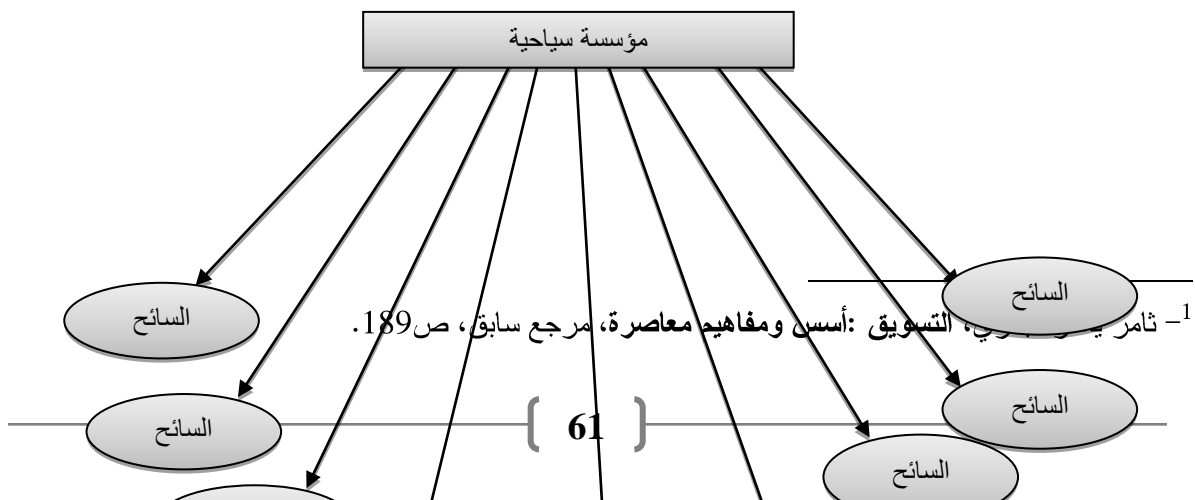 مؤسسة سياحية
السائح
السائح
1– ثامر ي، التسويق :أسس ومفاهيم معاصرة، مرجع سابق، ص189.
السائح
السائح
61
السائح